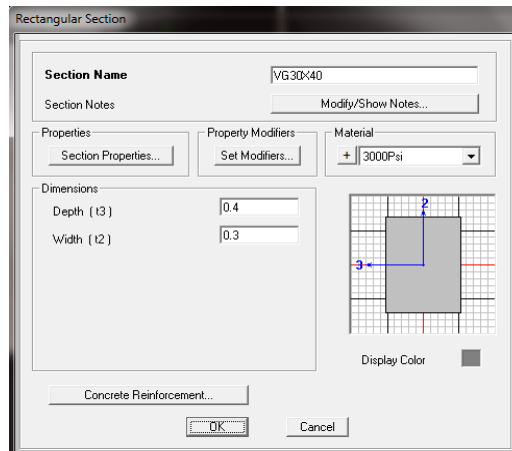 Rectangular Section
Section Name
VG30X40
Section Notes
Modify/Show Notes...
Properties
Property Modifiers
Material
Section Properties...
Set Modifiers...
+
3000Psi
Dimensions
Depth ( t3 )
0.4
Width ( t2 )
0.3
2
3
Display Color
Concrete Reinforcement...
OK
Cancel